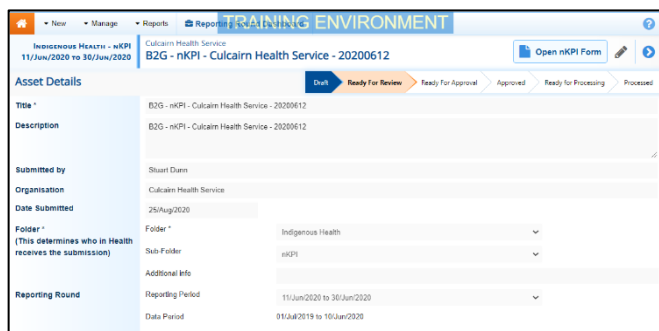 New Manage Reports Reporting Round Dashboard
TRAINING ENVIRONMENT
INDIGENOUS HEALTH - NKPI
11/JUN/2020 TO 30/JUN/2020
Culcairn Health Service
B2G - nKPI - Culcairn Health Service - 20200612
Open nKPI Form
Asset Details
Draft Ready For Review Ready For Approval Approved Ready for Processing Processed
Title * B2G - nKPI - Culcairn Health Service - 20200612
Description B2G - nKPI - Culcairn Health Service - 20200612
Submitted by Stuart Dunn
Organisation Culcairn Health Service
Date Submitted 25/Aug/2020
Folder *
(This determines who in Health
receives the submission)
Folder * Indigenous Health
Sub-Folder nKPI
Additional Info
Reporting Round Reporting Period 11/Jun/2020 to 30/Jun/2020
Data Period 01/Jul/2019 to 10/Jun/2020